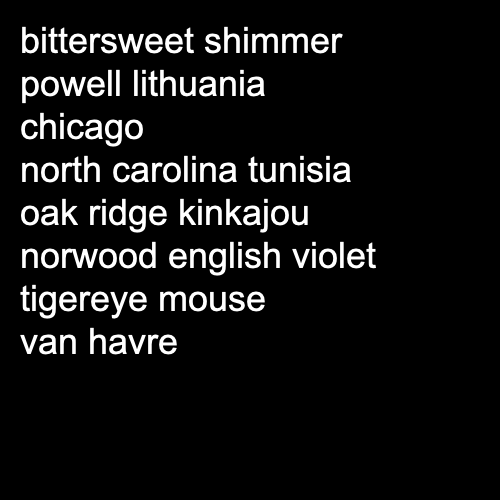 bittersweet shimmer
powell lithuania
chicago
north carolina tunisia
oak ridge kinkajou
norwood english violet
tigereye mouse
van havre